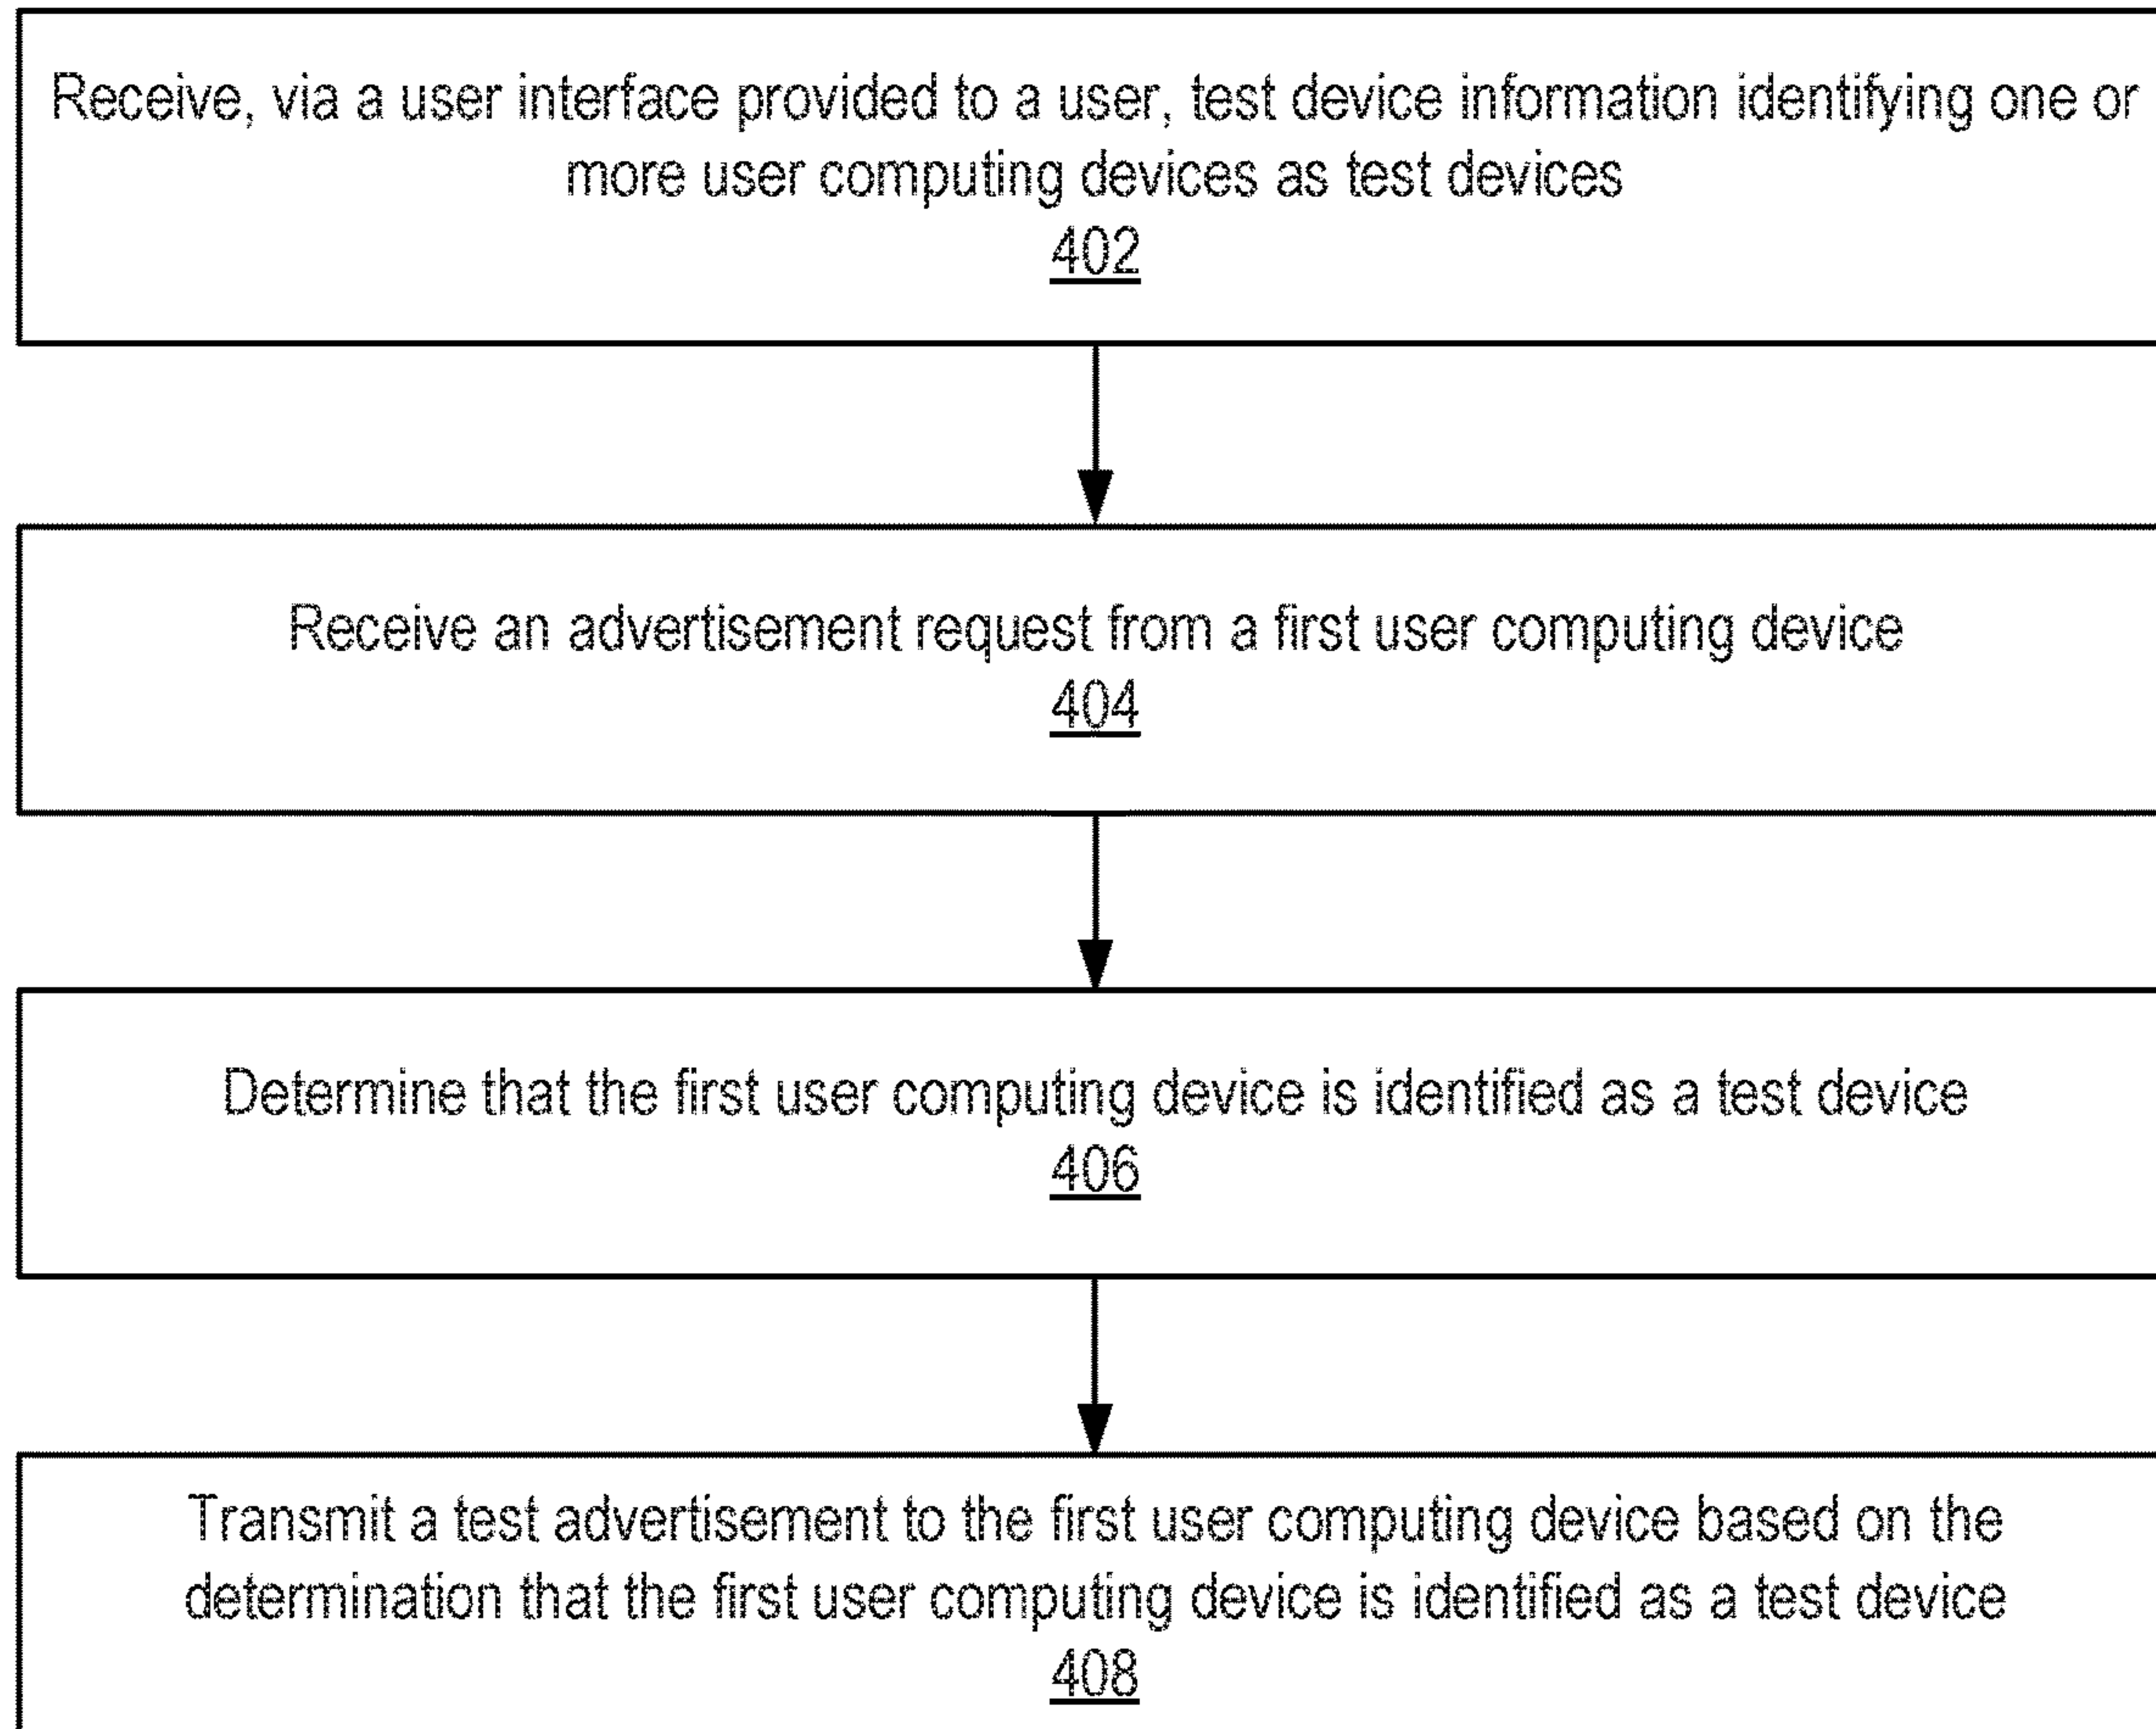 Receive, via a user interface provided to a user, test device information identifying one or
more user computing devices as test devices
402
Receive an advertisement request from a first user computing device
404
Determine that the first user computing device is identified as a test device
406
Transmit a test advertisement to the first user computing device based on the
determination that the first user computing device is identified as a test device
408